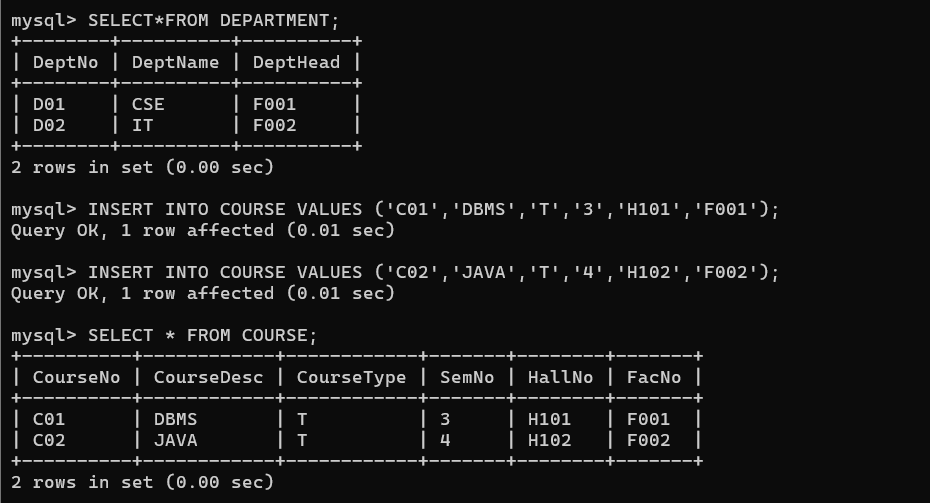 mysql> SELECT*FROM DEPARTMENT;
+--------+----------+----------+
| DeptNo | DeptName | DeptHead |
+--------+----------+----------+
| D01    | CSE      | F001     |
| D02    | IT       | F002     |
+--------+----------+----------+
2 rows in set (0.00 sec)

mysql> INSERT INTO COURSE VALUES ('C01','DBMS','T','3','H101','F001');
Query OK, 1 row affected (0.01 sec)

mysql> INSERT INTO COURSE VALUES ('C02','JAVA','T','4','H102','F002');
Query OK, 1 row affected (0.01 sec)

mysql> SELECT * FROM COURSE;
+----------+------------+------------+-------+--------+-------+
| CourseNo | CourseDesc | CourseType | SemNo | HallNo | FacNo |
+----------+------------+------------+-------+--------+-------+
| C01      | DBMS       | T          | 3     | H101   | F001  |
| C02      | JAVA       | T          | 4     | H102   | F002  |
+----------+------------+------------+-------+--------+-------+
2 rows in set (0.00 sec)